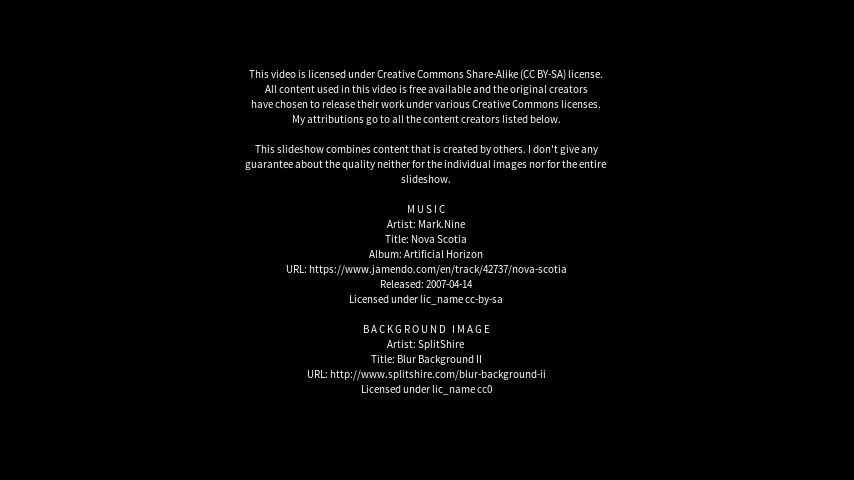 This video is licensed under Creative Commons Share-Alike (CC BY-SA) license.
All content used in this video is free available and the original creators
have chosen to release their work under various Creative Commons licenses.
My attributions go to all the content creators listed below.
This slideshow combines content that is created by others. I don't give any
guarantee about the quality neither for the individual images nor for the entire
slideshow.
MUSIC
Artist: Mark.Nine
Title: Nova Scotia
Album: Artificial Horizon
URL: https://www.jamendo.com/en/track/42737/nova-scotia
Released: 2007-04-14
Licensed under lic_name cc-by-sa
BACKGROUND IMAGE
Artist: SplitShire
Title: Blur Background II
URL: http://www.splitshire.com/blur-background-ii
Licensed under lic_name cc0